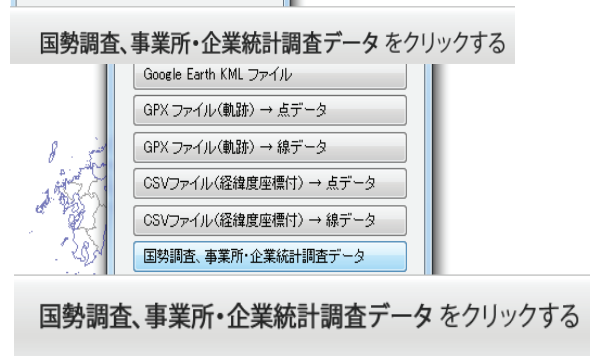 国勢調査、事業所・企業統計調査データ をクリックする
Google Earth KML ファイル
GPX ファイル(軌跡) → 点データ
GPX ファイル(軌跡) → 線データ
CSVファイル(経緯度座標付) → 点データ
CSVファイル(経緯度座標付) → 線データ
国勢調査、事業所・企業統計調査データ
国勢調査、事業所・企業統計調査データ をクリックする